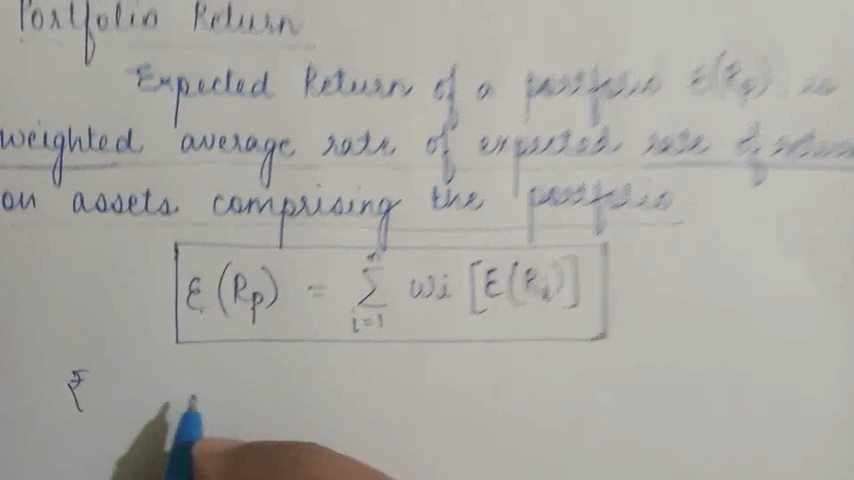 Portfolio Return
Expected Return of a portfolio E(Rp) is
weighted average rate of expected rate of return
on assets comprising the portfolio
E(Rp) = n∑i=1 wi [E(Ri)]
₹